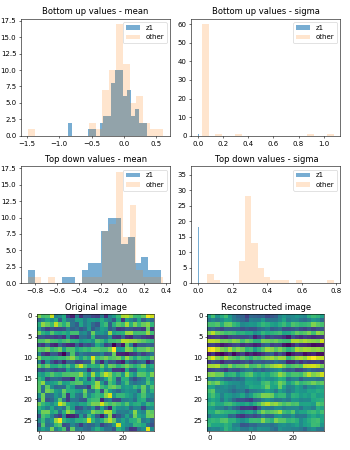 Bottom up values - mean
17.5
15.0
12.5
10.0
7.5
5.0
2.5
0.0
−1.5 −1.0 −0.5 0.0 0.5
z1
other
Bottom up values - sigma
60
50
40
30
20
10
0
0.0 0.2 0.4 0.6 0.8 1.0
z1
other
Top down values - mean
17.5
15.0
12.5
10.0
7.5
5.0
2.5
0.0
−0.8 −0.6 −0.4 −0.2 0.0 0.2 0.4
z1
other
Top down values - sigma
35
30
25
20
15
10
5
0
0.0 0.2 0.4 0.6 0.8
z1
other
Original image
0
5
10
15
20
25
0 10 20
Reconstructed image
0
5
10
15
20
25
0 10 20